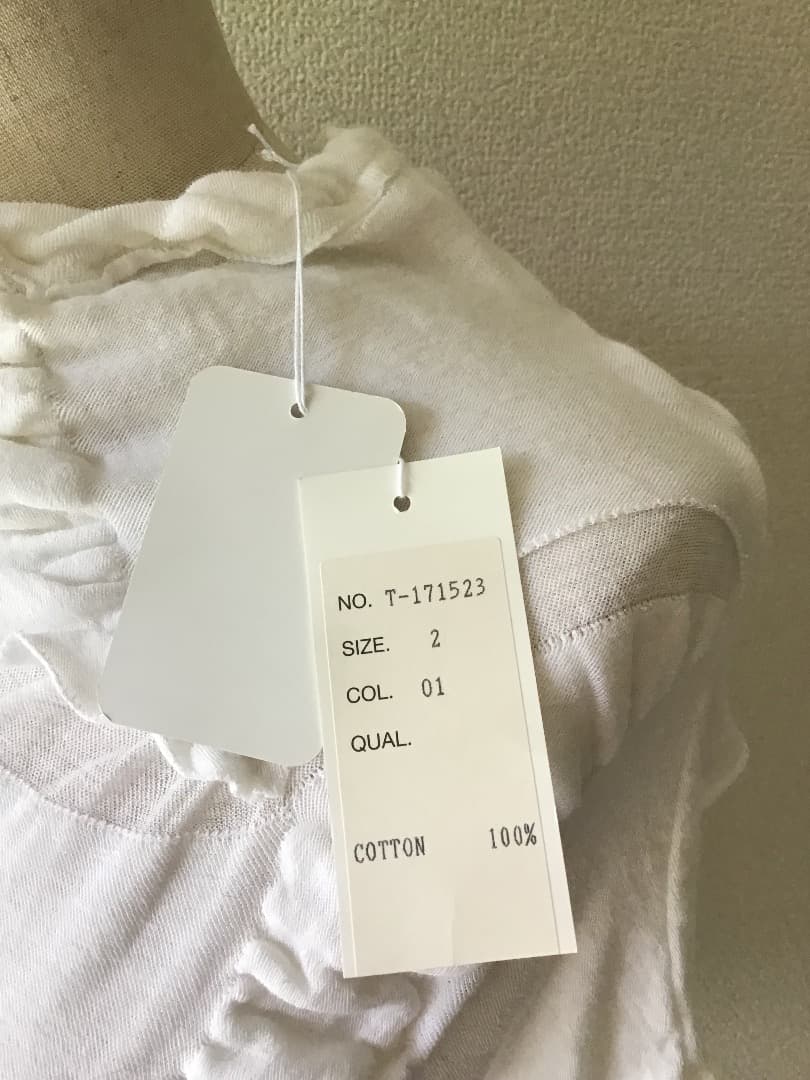 NO. T-171523
SIZE. 2
COL. 01
QUAL.
COTTON 100%